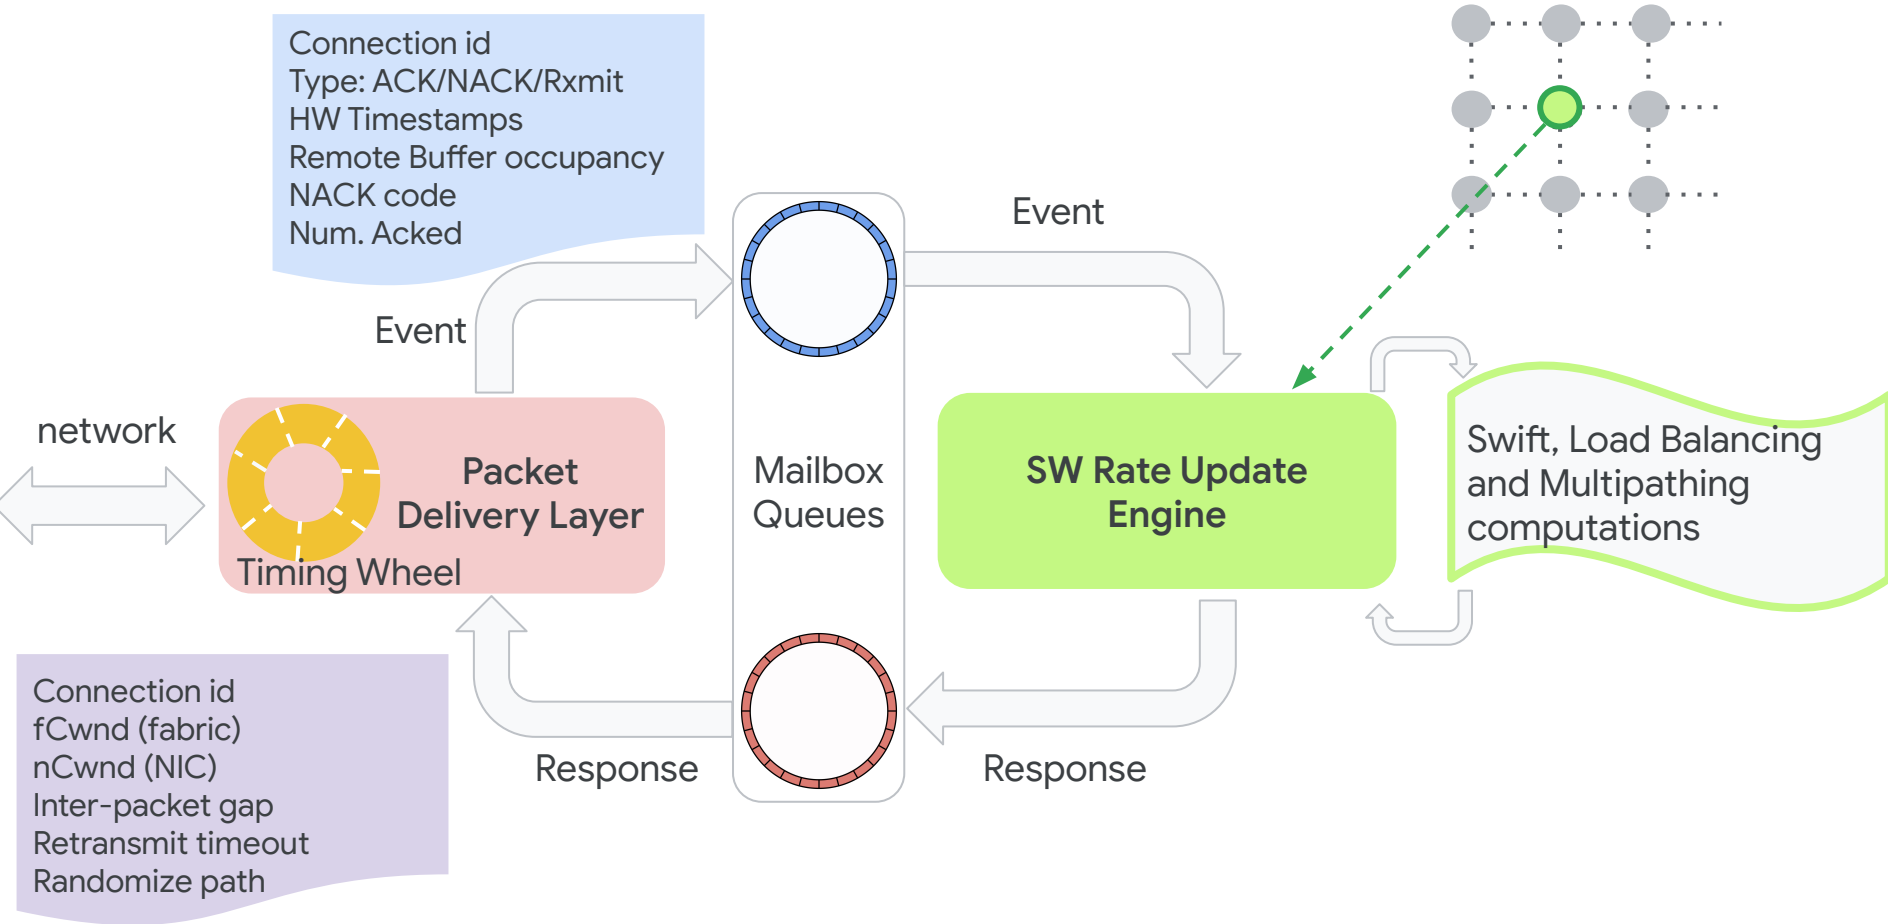 Connection id
Type: ACK/NACK/Rxmit
HW Timestamps
Remote Buffer occupancy
NACK code
Num. Acked
Event
Event
network
Packet
Delivery Layer
Timing Wheel
Mailbox
Queues
SW Rate Update
Engine
Swift, Load Balancing
and Multipathing
computations
Connection id
fCwnd (fabric)
nCwnd (NIC)
Inter-packet gap
Retransmit timeout
Randomize path
Response
Response